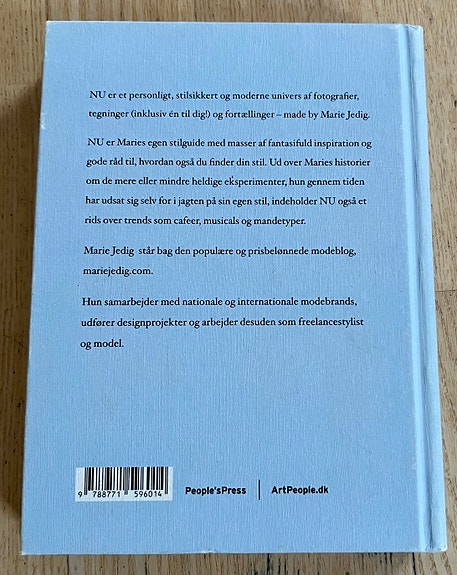 NU er et personligt, stilsikkert og moderne univers af fotografier,
tegninger (inklusiv én til dig!) og fortællinger – made by Marie Jedig.
NU er Maries egen stilguide med masser af fantasifuld inspiration og
gode råd til, hvordan også du finder din stil. Ud over Maries historier
om de mere eller mindre heldige eksperimenter, hun gennem tiden
har udsat sig selv for i jagten på sin egen stil, indeholder NU også et
rids over trends som cafeer, musicals og mandetyper.
Marie Jedig står bag den populære og prisbelønnede modeblog,
mariejedig.com.
Hun samarbejder med nationale og internationale modebrands,
udfører designprojekter og arbejder desuden som freelancestylist
og model.
9 788771 596014
People'sPress | ArtPeople.dk